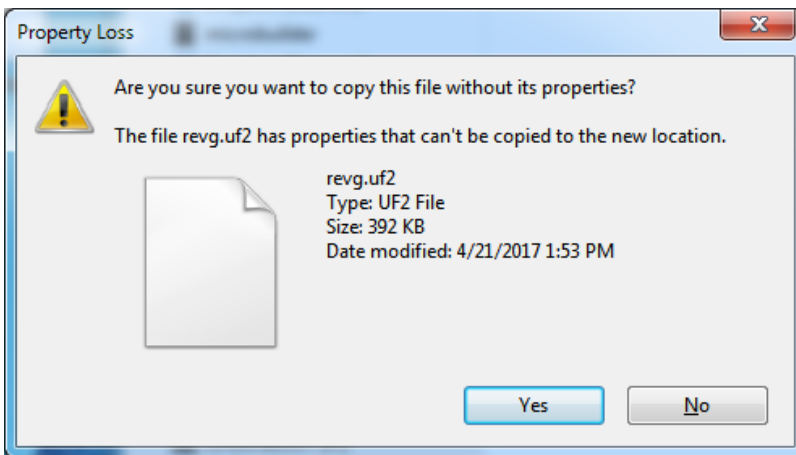 Property Loss
Are you sure you want to copy this file without its properties?
The file revg.uf2 has properties that can't be copied to the new location.
revg.uf2
Type: UF2 File
Size: 392 KB
Date modified: 4/21/2017 1:53 PM
Yes
No